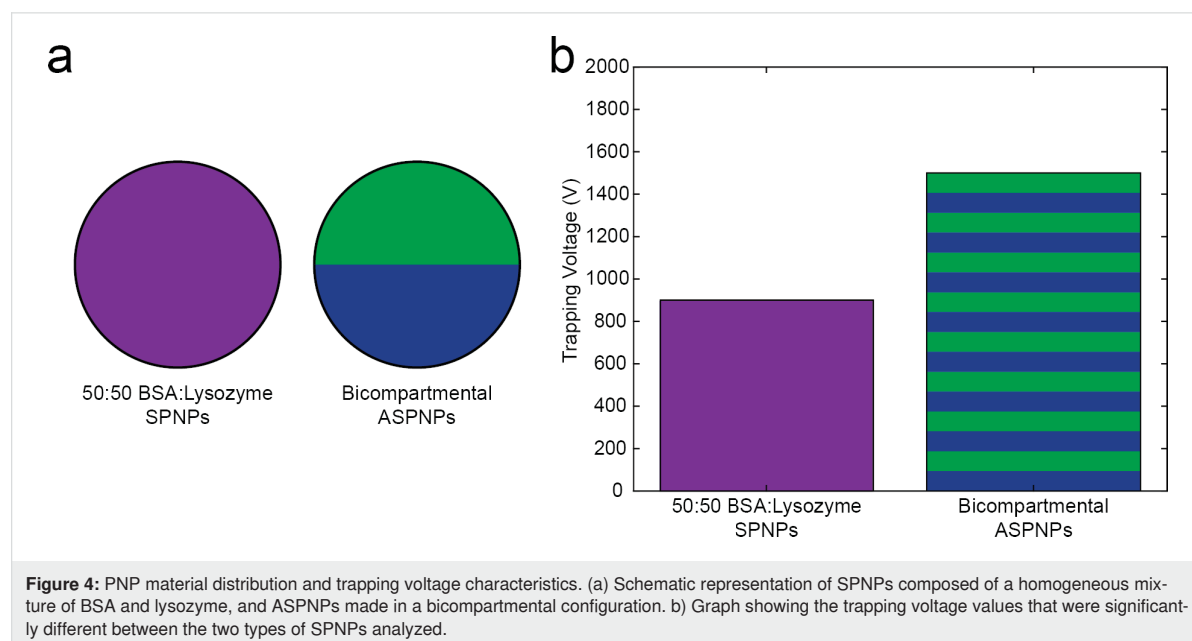 a
50:50 BSA:Lysozyme
SPNPs
Bicompartmental
ASPNPs
b
Trapping Voltage (V)
2000
1800
1600
1400
1200
1000
800
600
400
200
0
50:50 BSA:Lysozyme
SPNPs
Bicompartmental
ASPNPs
Figure 4: PNP material distribution and trapping voltage characteristics. (a) Schematic representation of SPNPs composed of a homogeneous mix-
ture of BSA and lysozyme, and ASPNPs made in a bicompartmental configuration. b) Graph showing the trapping voltage values that were significant-
ly different between the two types of SPNPs analyzed.